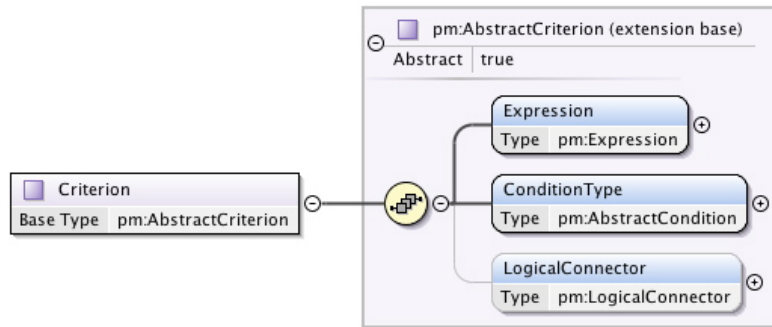 pm:AbstractCriterion (extension base)
Abstract true
Expression
Type pm:Expression
Criterion
Base Type pm:AbstractCriterion
ConditionType
Type pm:AbstractCondition
LogicalConnector
Type pm:LogicalConnector